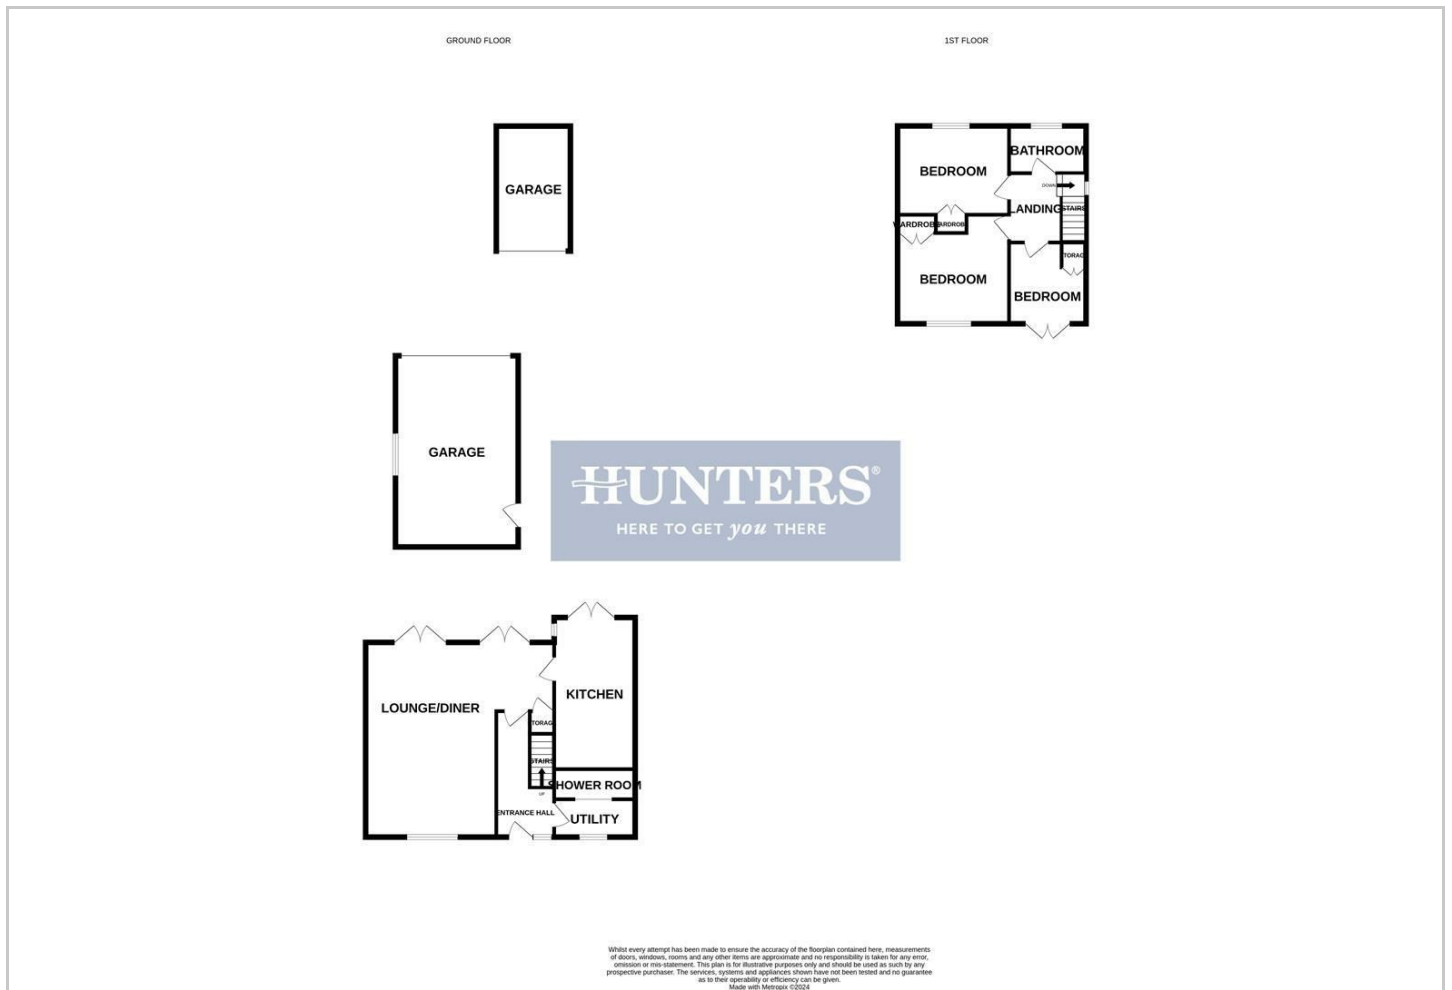 GROUND FLOOR
1ST FLOOR
GARAGE
BEDROOM
BATHROOM
DOWN
LANDING
STAIRS
WARDROBE
WARDROBE
BEDROOM
STORAGE
BEDROOM
GARAGE
HUNTERS®
HERE TO GET you THERE
LOUNGE/DINER
KITCHEN
STORAGE
STAIRS
UP
SHOWER ROOM
ENTRANCE HALL
UTILITY
Whilst every attempt has been made to ensure the accuracy of the floorplan contained here, measurements
of doors, windows, rooms and any other items are approximate and no responsibility is taken for any error,
omission or mis-statement. This plan is for illustrative purposes only and should be used as such by any
prospective purchaser. The services, systems and appliances shown have not been tested and no guarantee
as to their operability or efficiency can be given.
Made with Metropix ©2024